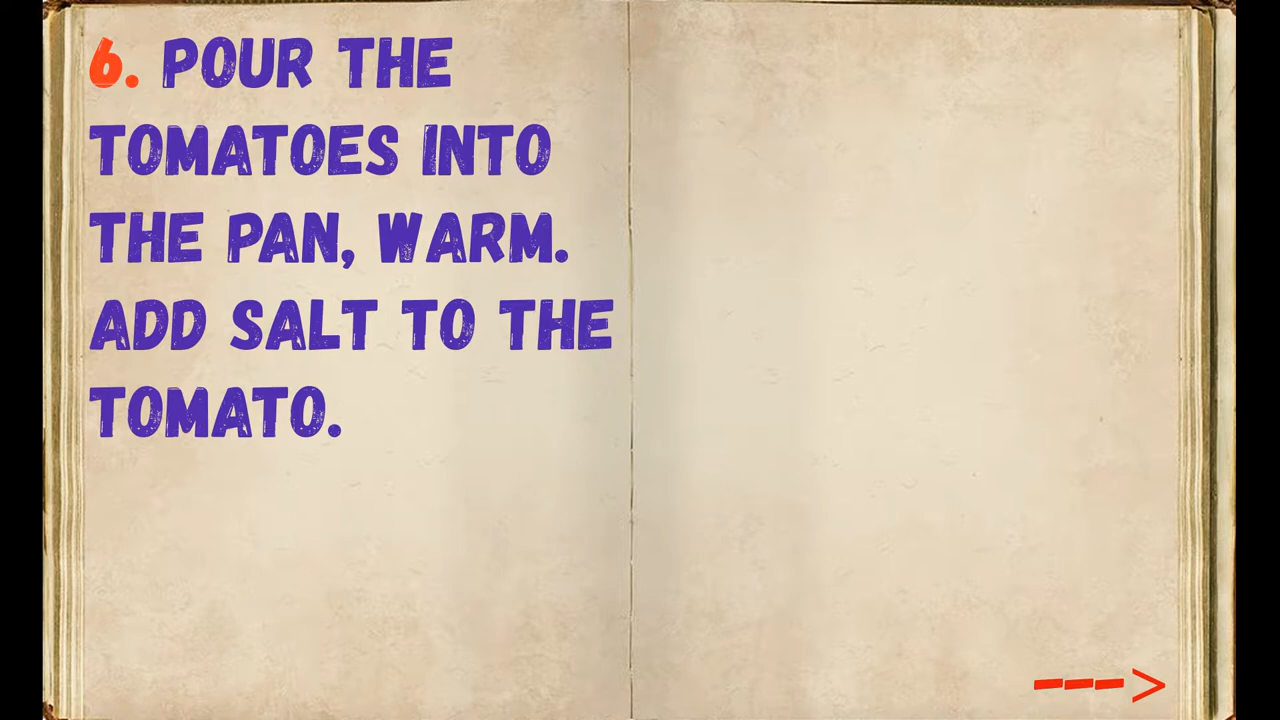 6. POUR THE
TOMATOES INTO
THE PAN, WARM.
ADD SALT TO THE
TOMATO.
--->